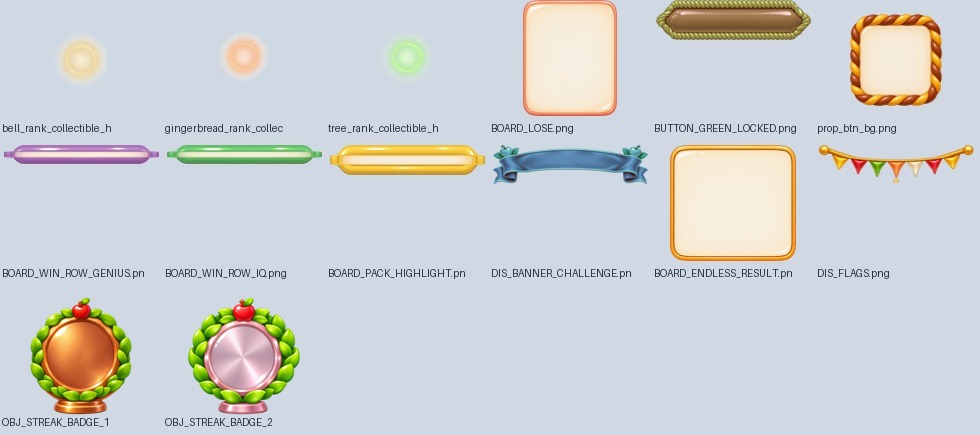 bell_rank_collectible_h
gingerbread_rank_collec
tree_rank_collectible_h
BOARD_LOSE.png
BUTTON_GREEN_LOCKED.png
prop_btn_bg.png
BOARD_WIN_ROW_GENIUS.pn
BOARD_WIN_ROW_IQ.png
BOARD_PACK_HIGHLIGHT.pn
DIS_BANNER_CHALLENGE.pn
BOARD_ENDLESS_RESULT.pn
DIS_FLAGS.png
OBJ_STREAK_BADGE_1
OBJ_STREAK_BADGE_2